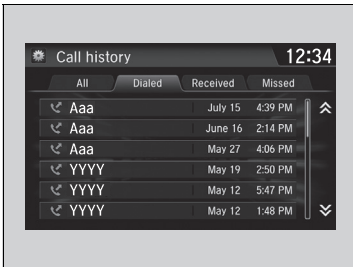 Call history 12:34
All Dialed Received Missed
Aaa July 15 4:39 PM
Aaa June 16 2:14 PM
Aaa May 27 4:06 PM
YYYY May 19 2:50 PM
YYYY May 12 5:47 PM
YYYY May 12 1:48 PM